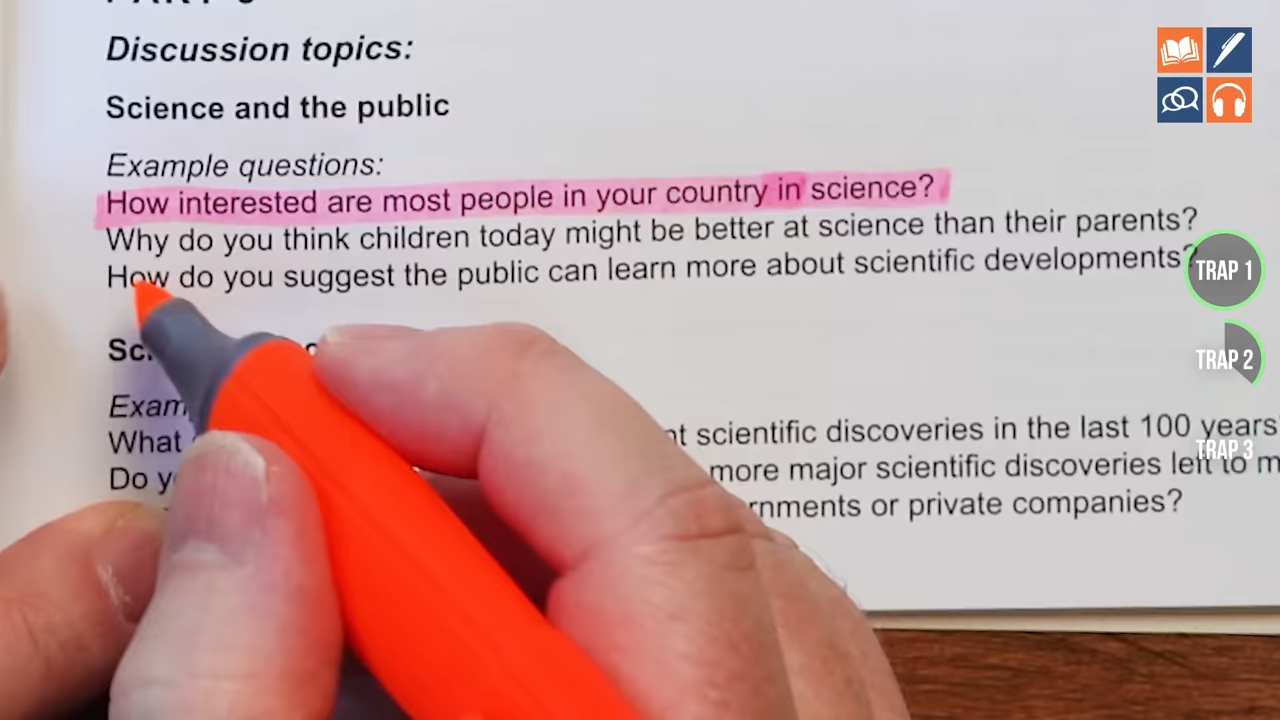 Discussion topics:
Science and the public
Example questions:
How interested are most people in your country in science?
Why do you think children today might be better at science than their parents?
How do you suggest the public can learn more about scientific developments?
TRAP 1
TRAP 2
What scientific discoveries in the last 100 years
TRAP 3
Do more major scientific discoveries left to
or private companies?